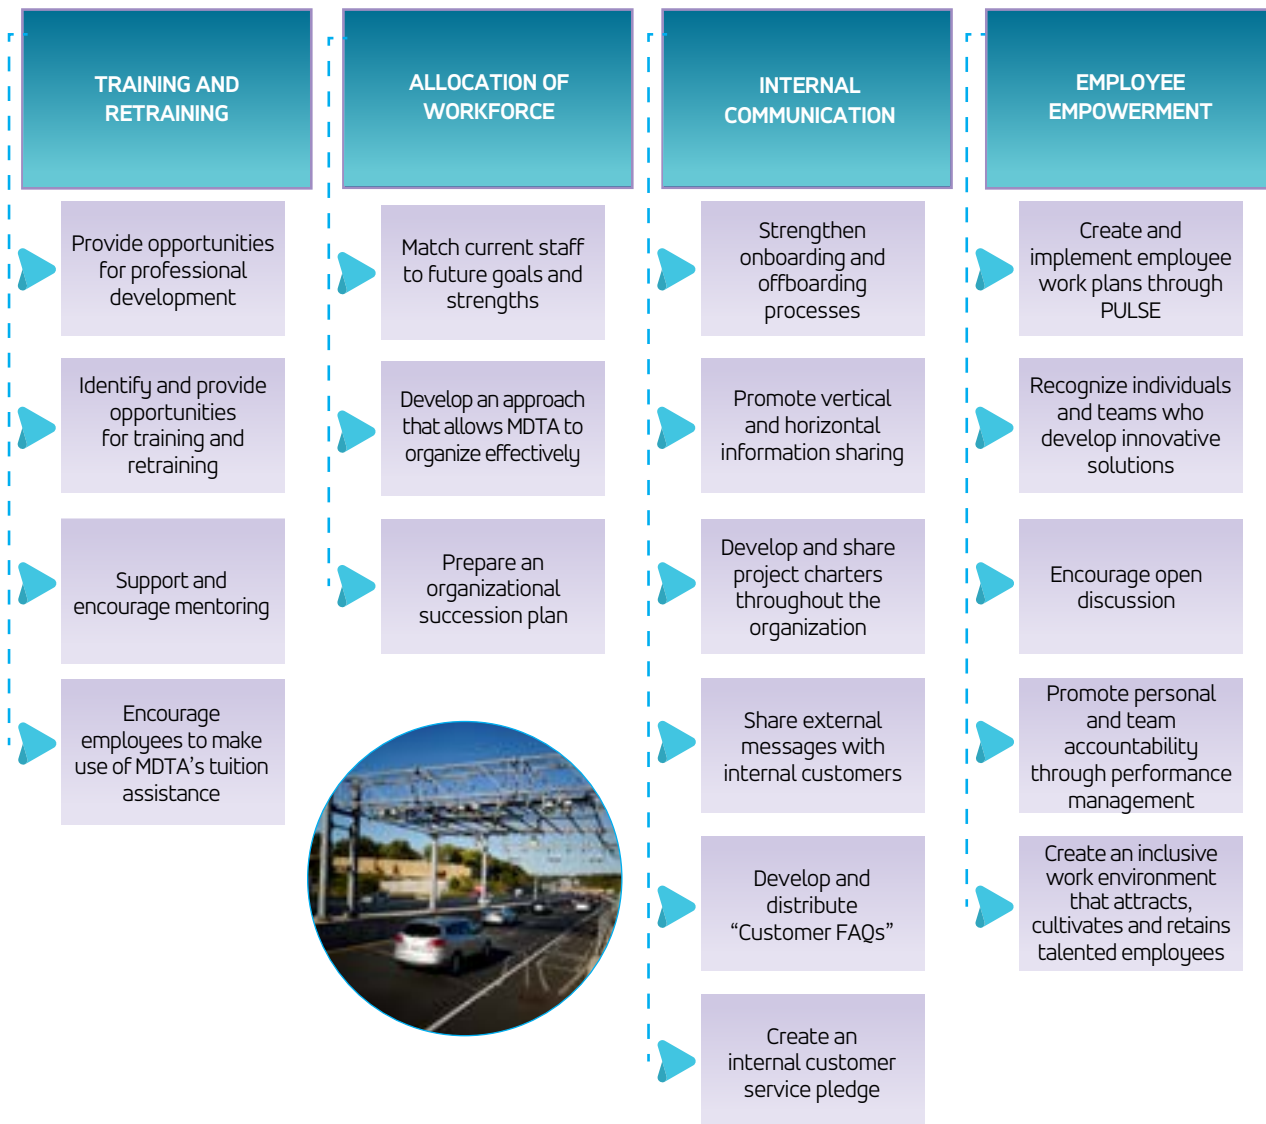 TRAINING AND
RETRAINING
Provide opportunities
for professional
development
Identify and provide
opportunities
for training and
retraining
Support and
encourage mentoring
Encourage
employees to make
use of MDTA’s tuition
assistance
ALLOCATION OF
WORKFORCE
Match current staff
to future goals and
strengths
Develop an approach
that allows MDTA to
organize effectively
Prepare an
organizational
succession plan
INTERNAL
COMMUNICATION
Strengthen
onboarding and
offboarding
processes
Promote vertical
and horizontal
information sharing
Develop and share
project charters
throughout the
organization
Share external
messages with
internal customers
Develop and
distribute
“Customer FAQs”
Create an
internal customer
service pledge
EMPLOYEE
EMPOWERMENT
Create and
implement employee
work plans through
PULSE
Recognize individuals
and teams who
develop innovative
solutions
Encourage open
discussion
Promote personal
and team
accountability
through performance
management
Create an inclusive
work environment
that attracts,
cultivates and retains
talented employees